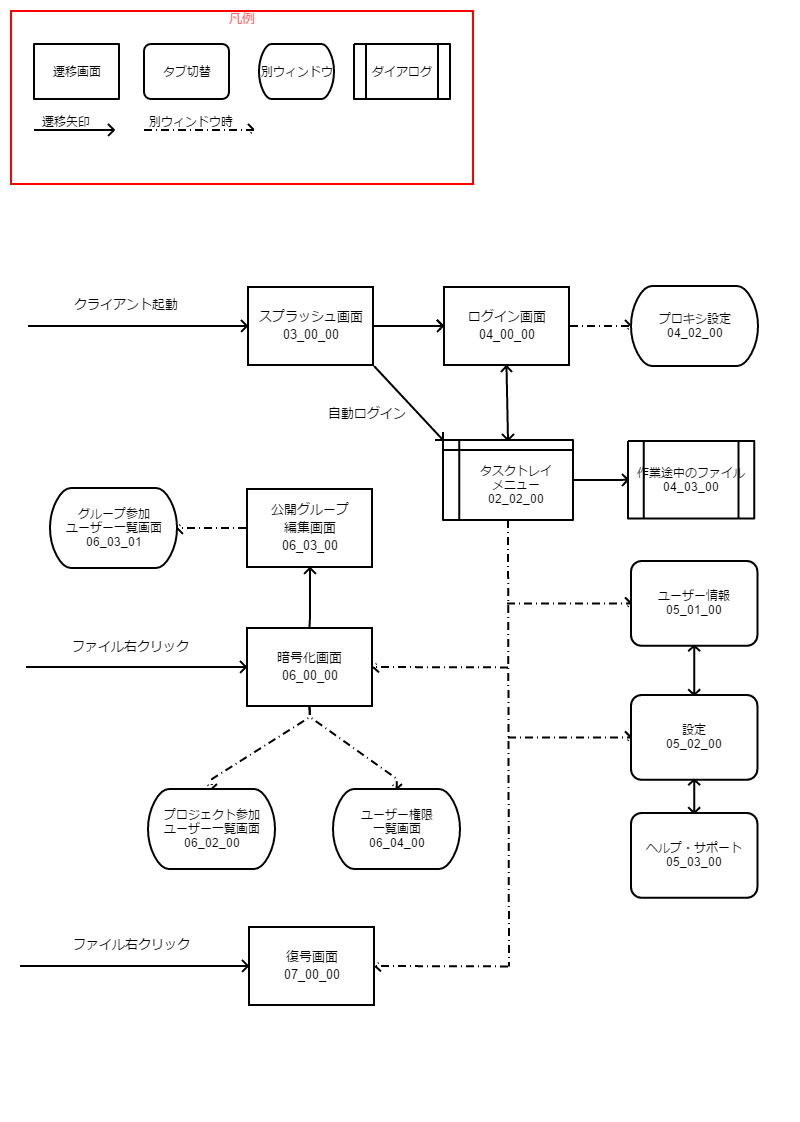 凡例
遷移画面
タブ切替
別ウィンドウ
ダイアログ
遷移矢印
別ウィンドウ時
クライアント起動
スプラッシュ画面
03_00_00
ログイン画面
04_00_00
プロキシ設定
04_02_00
自動ログイン
タスクトレイ
メニュー
02_02_00
作業途中のファイル
04_03_00
グループ参加
ユーザー一覧画面
06_03_01
公開グループ
編集画面
06_03_00
ユーザー情報
05_01_00
ファイル右クリック
暗号化画面
06_00_00
設定
05_02_00
プロジェクト参加
ユーザー一覧画面
06_02_00
ユーザー権限
一覧画面
06_04_00
ヘルプ・サポート
05_03_00
ファイル右クリック
復号画面
07_00_00